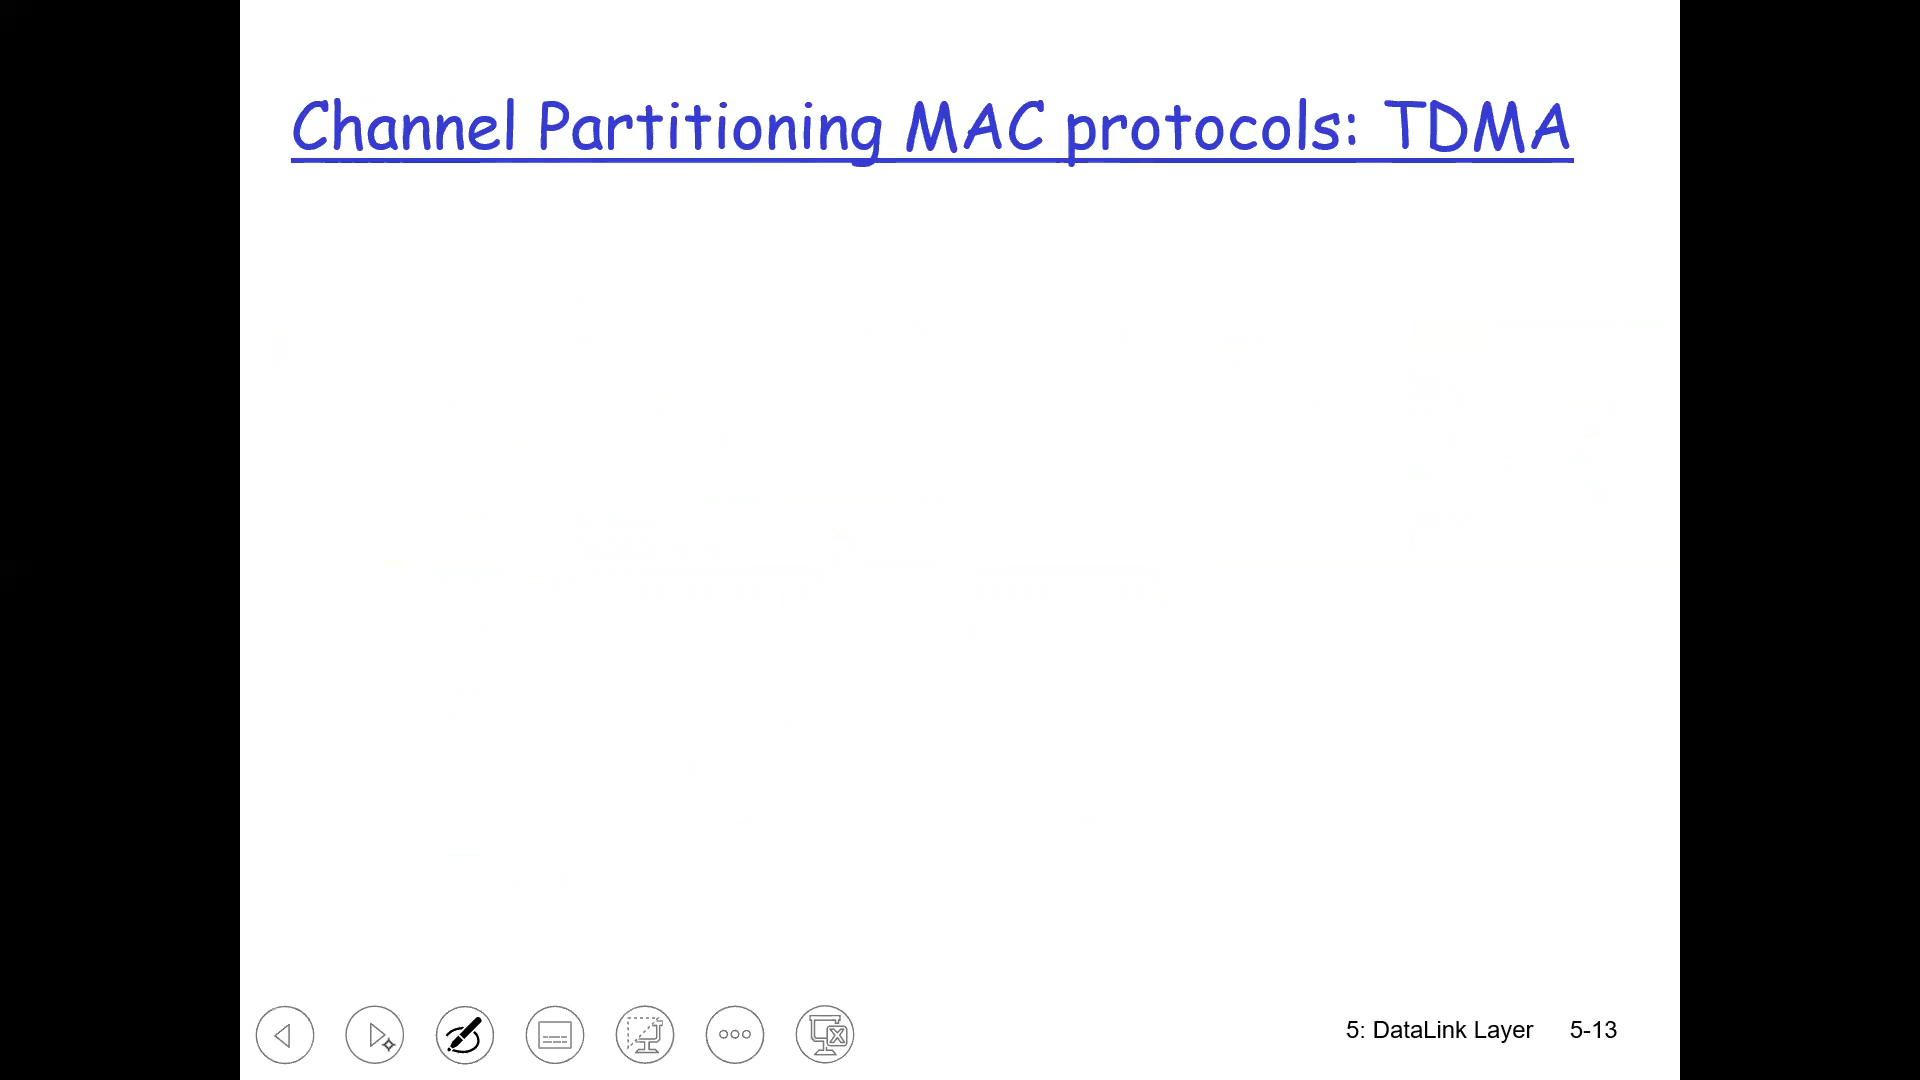 Channel Partitioning MAC protocols: TDMA
5: DataLink Layer 5-13